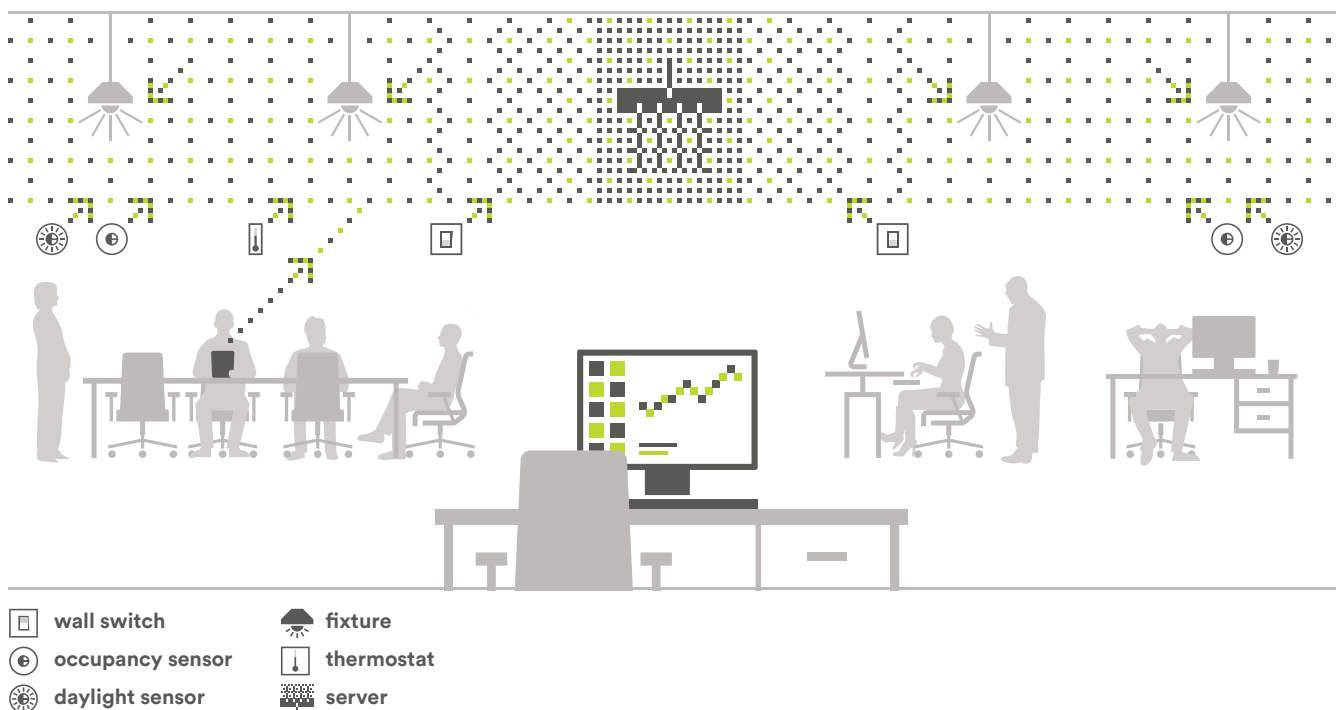 wall switch
fixture
occupancy sensor
thermostat
daylight sensor
server